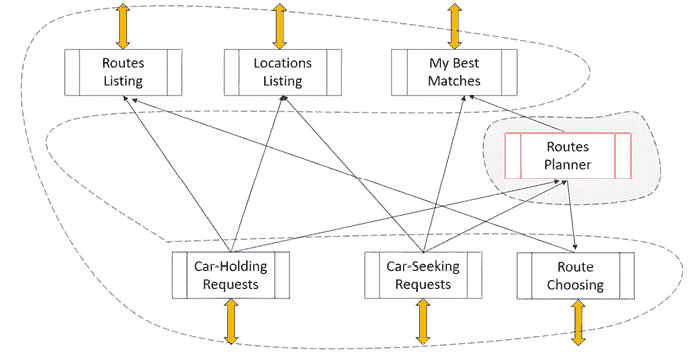 Routes
Listing
Locations
Listing
My Best
Matches
Routes
Planner
Car-Holding
Requests
Car-Seeking
Requests
Route
Choosing